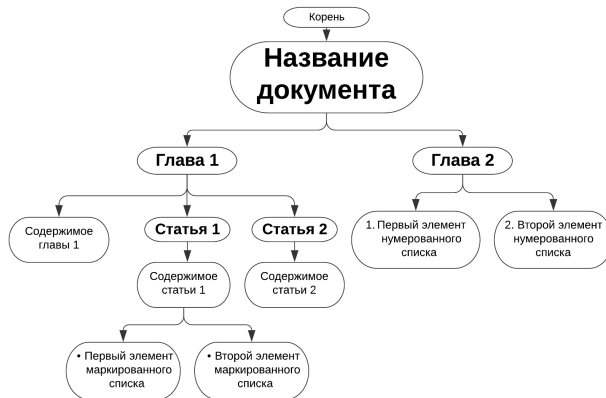 Корень
Название
документа
Глава 1
Глава 2
Содержимое
главы 1
Статья 1
Статья 2
1. Первый элемент
нумерованного
списка
2. Второй элемент
нумерованного
списка
Содержимое
статьи 1
Содержимое
статьи 2
• Первый элемент
маркированного
списка
• Второй элемент
маркированного
списка